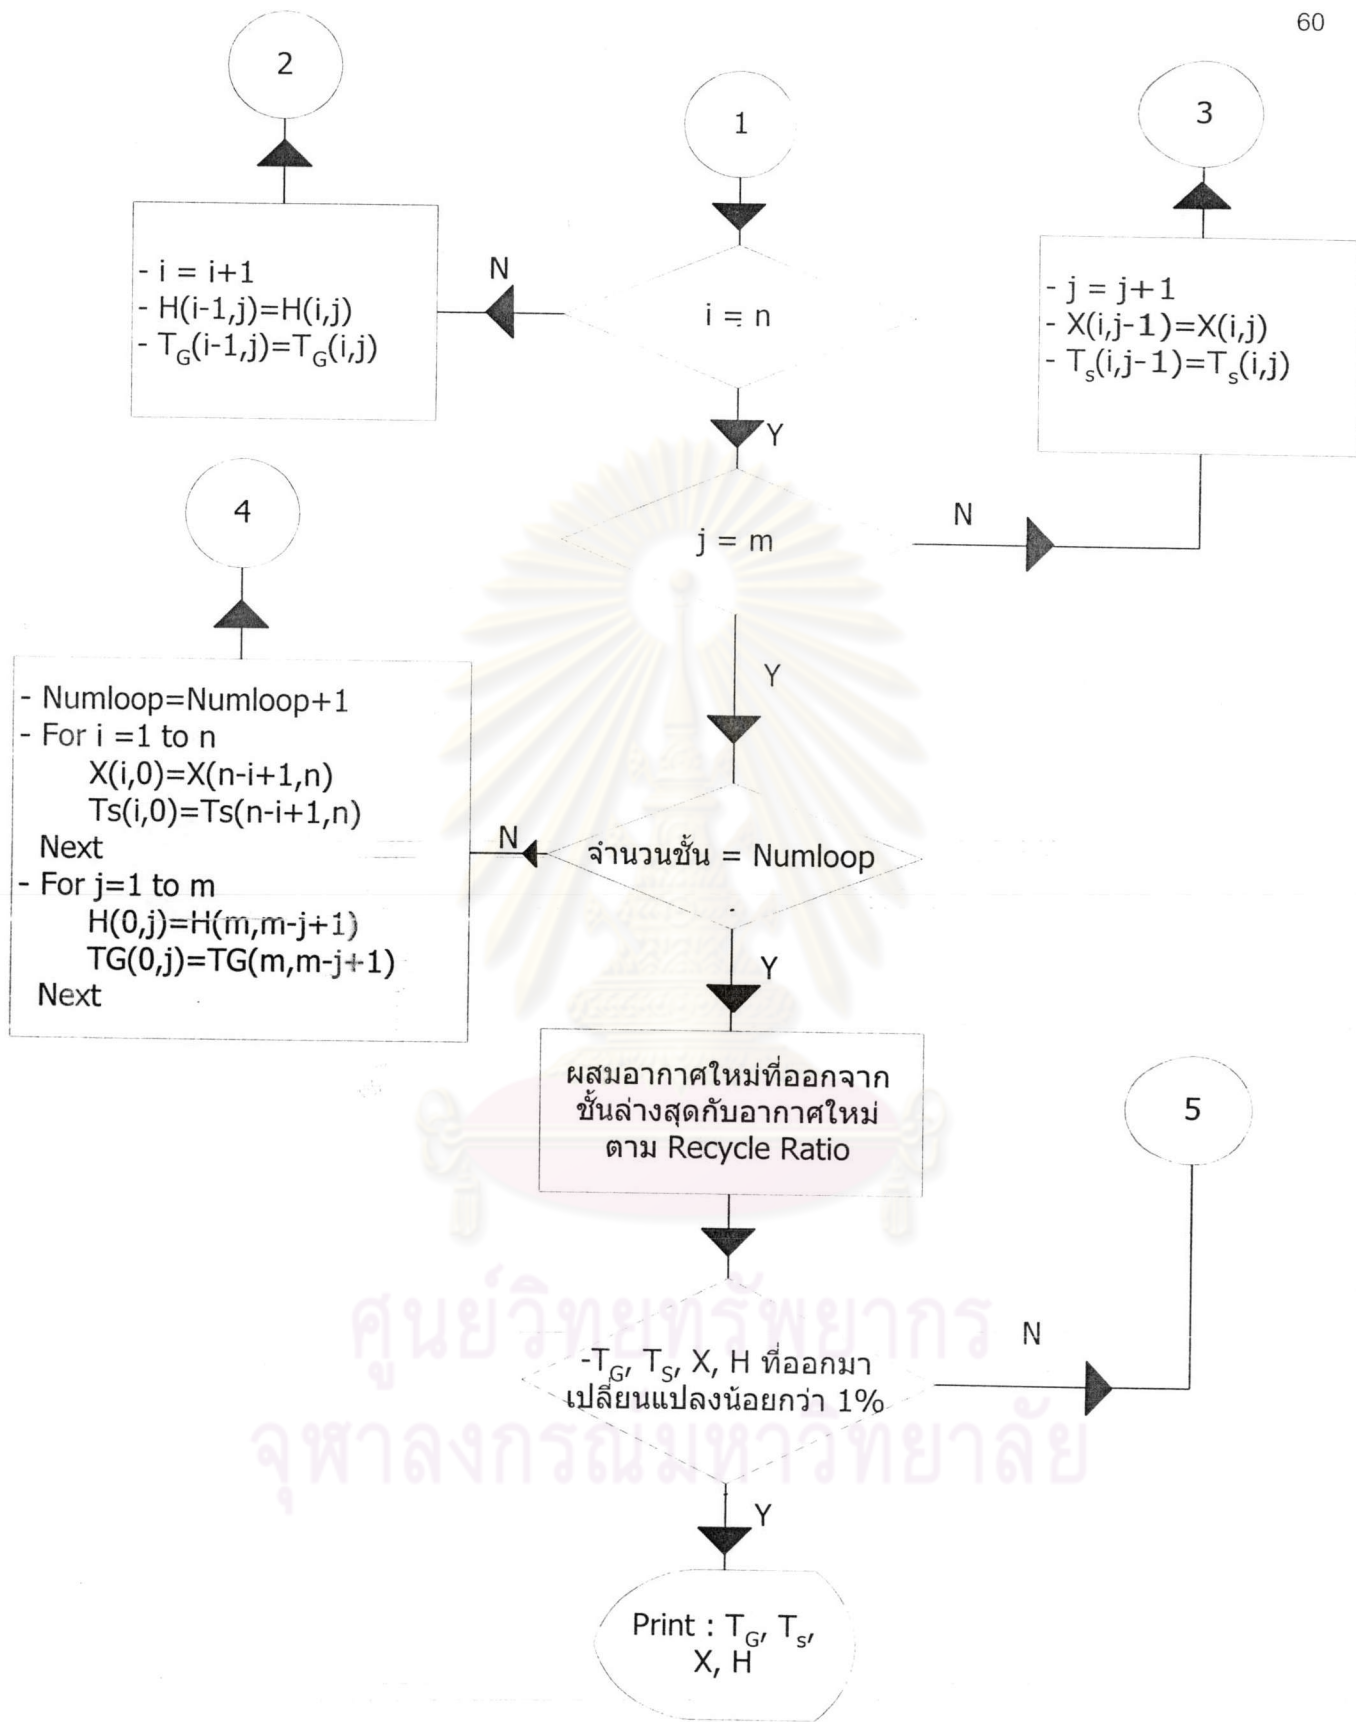 60
2
1
3
- i = i+1
- H(i-1,j)=H(i,j)
- T_G(i-1,j)=T_G(i,j)
N
i = n
- j = j+1
- X(i,j-1)=X(i,j)
- T_s(i,j-1)=T_s(i,j)
Y
4
j = m
N
Y
- Numloop=Numloop+1
- For i =1 to n
X(i,0)=X(n-i+1,n)
Ts(i,0)=Ts(n-i+1,n)
Next
- For j=1 to m
H(0,j)=H(m,m-j+1)
TG(0,j)=TG(m,m-j+1)
Next
N
จำนวนชั้น = Numloop
Y
ผสมอากาศใหม่ที่ออกจาก
ชั้นล่างสุดกับอากาศใหม่
ตาม Recycle Ratio
5
-T_G, T_S, X, H ที่ออกมา
เปลี่ยนแปลงน้อยกว่า 1%
N
Y
Print : T_G, T_s,
X, H
ศูนย์วิทยทรัพยากร
จุฬาลงกรณ์มหาวิทยาลัย